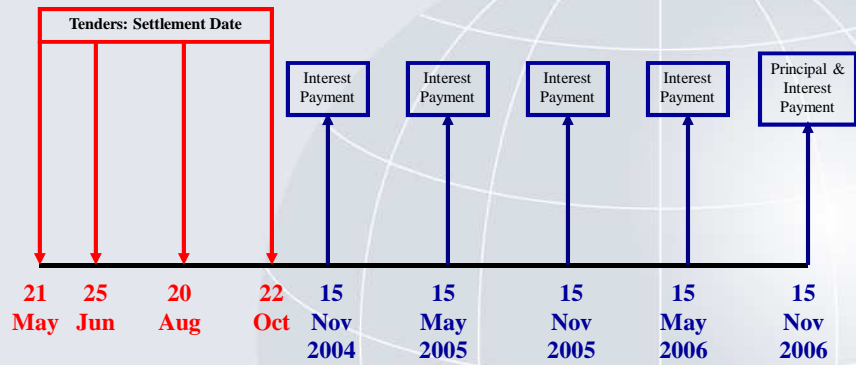 Tenders: Settlement Date
Interest
Payment
Interest
Payment
Interest
Payment
Interest
Payment
Principal &
Interest
Payment
21
May
25
Jun
20
Aug
22
Oct
15
Nov
2004
15
May
2005
15
Nov
2005
15
May
2006
15
Nov
2006